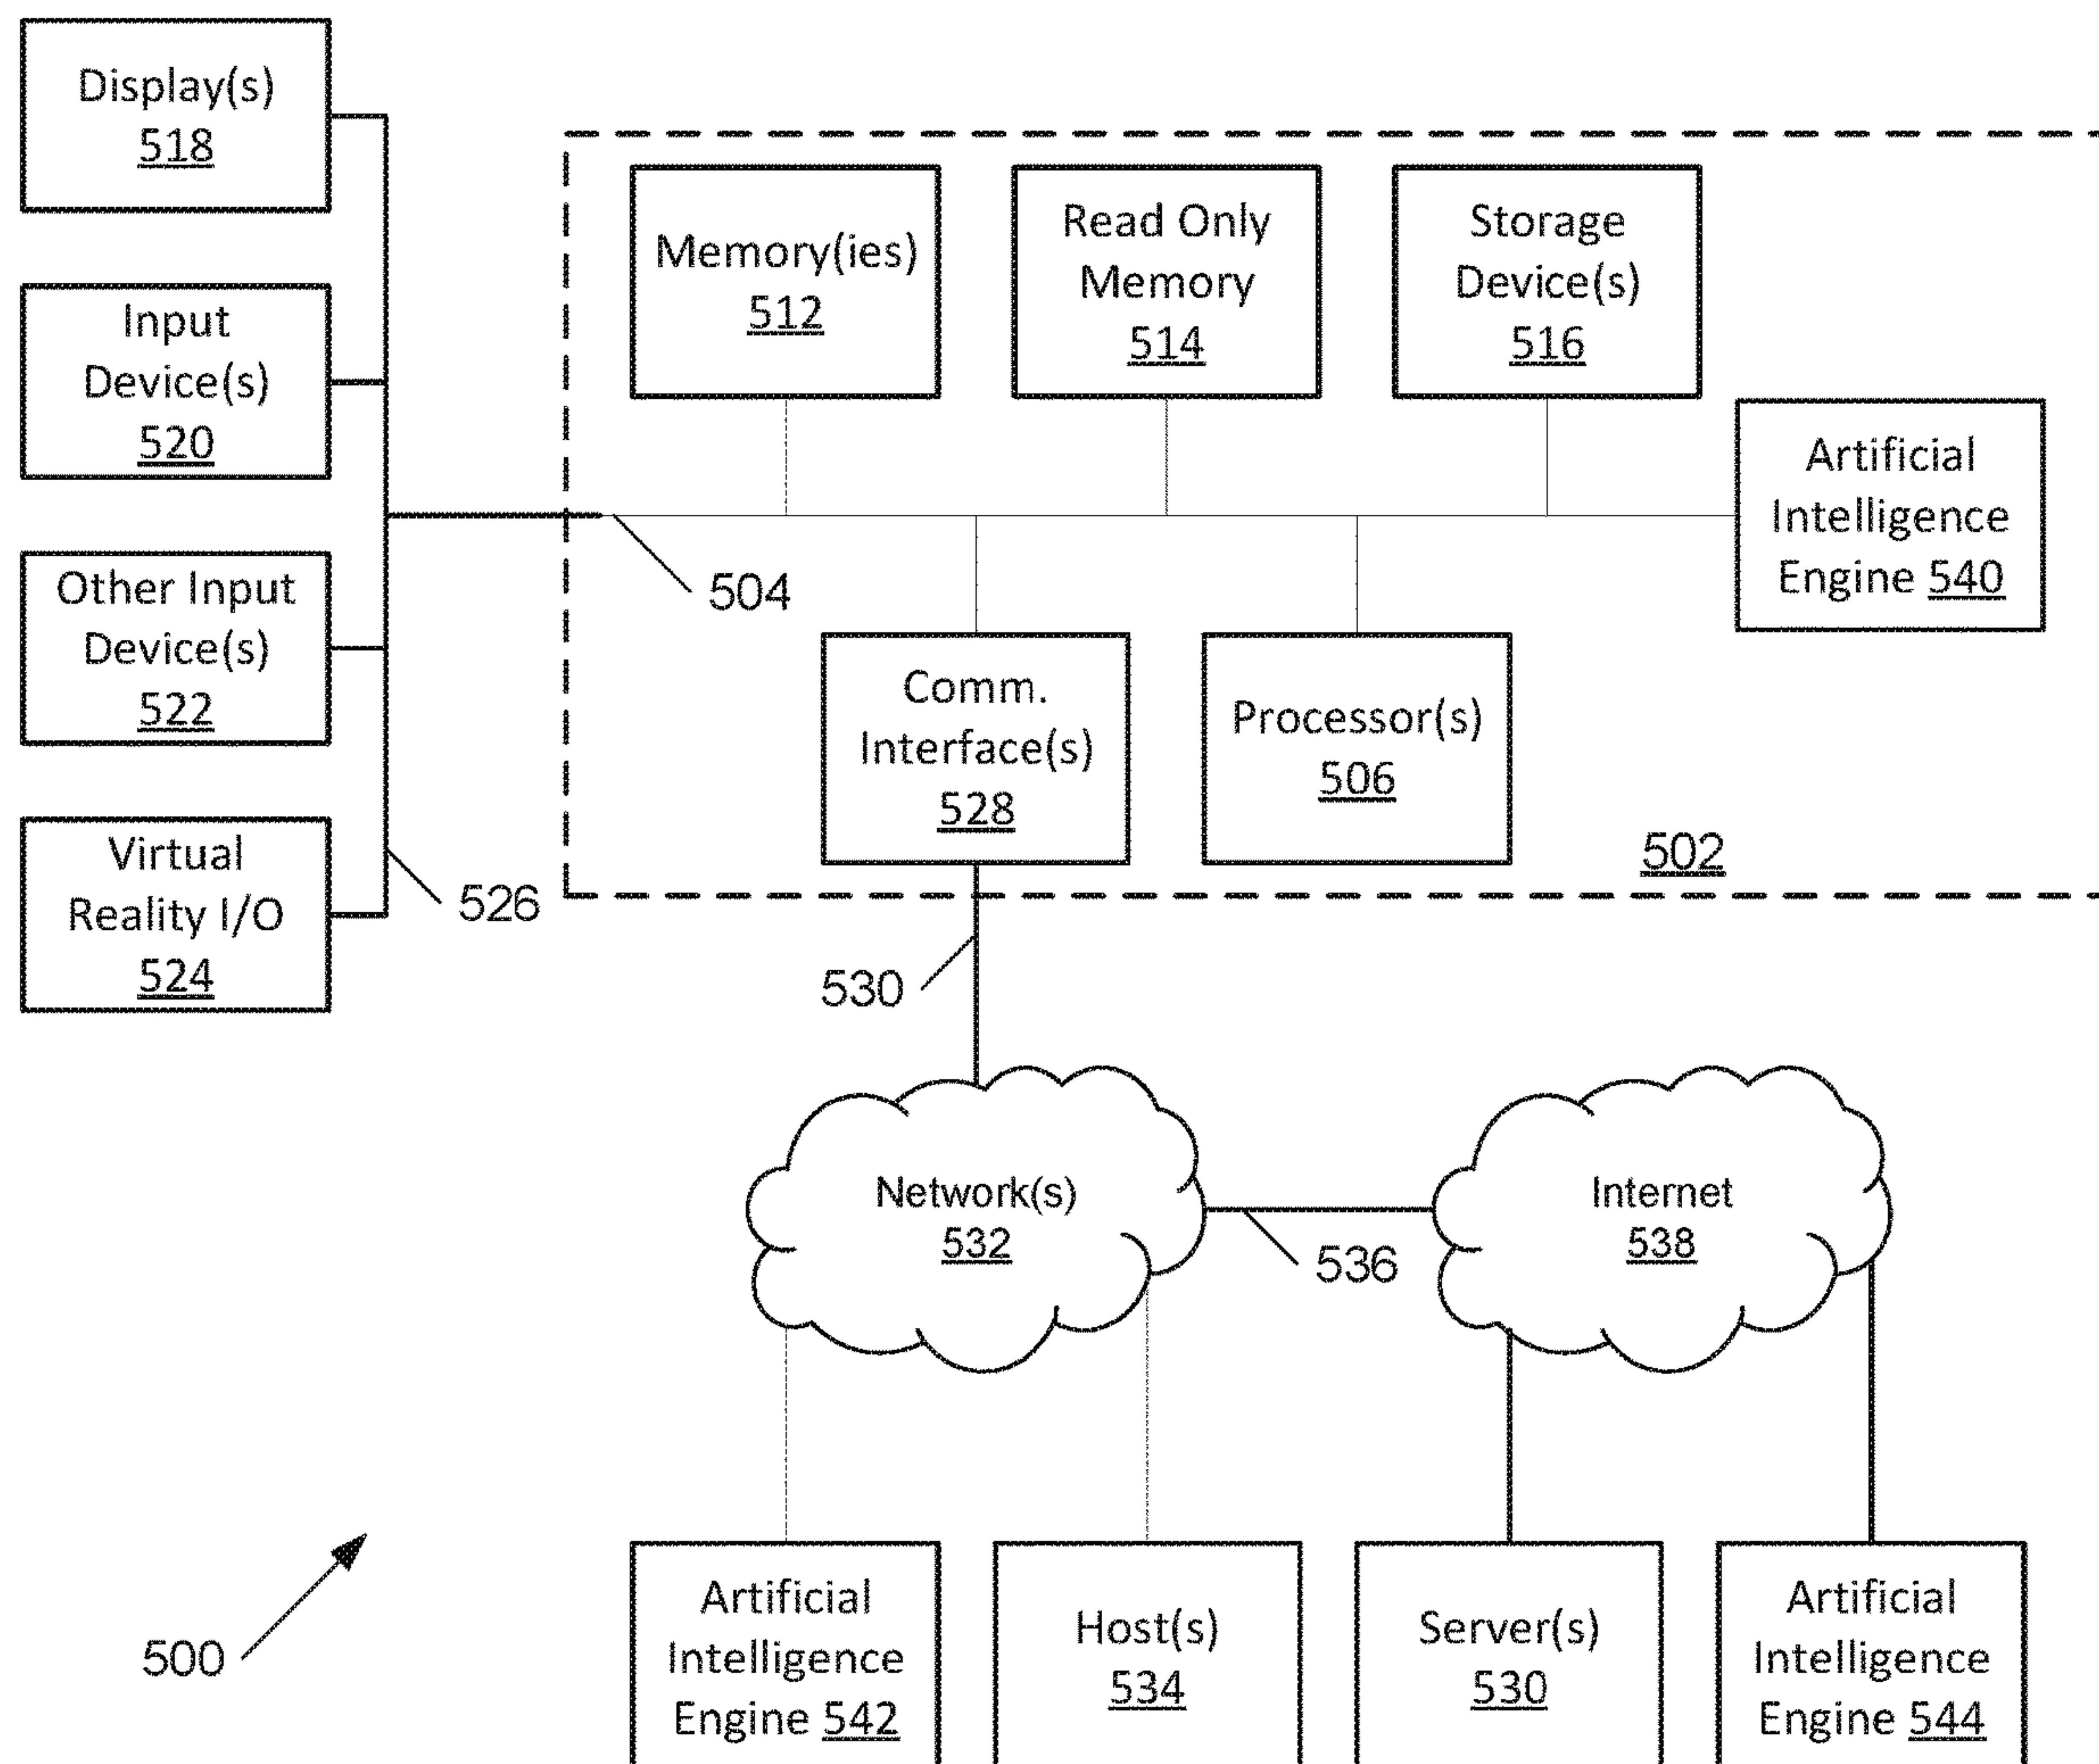 Display(s)
518
Input
Device(s)
520
Other Input
Device(s)
522
Virtual
Reality I/O
524
526
Memory(ies)
512
Read Only
Memory
514
Storage
Device(s)
516
Artificial
Intelligence
Engine 540
504
Comm.
Interface(s)
528
Processor(s)
506
502
530
Network(s)
532
536
Internet
538
500
Artificial
Intelligence
Engine 542
Host(s)
534
Server(s)
530
Artificial
Intelligence
Engine 544